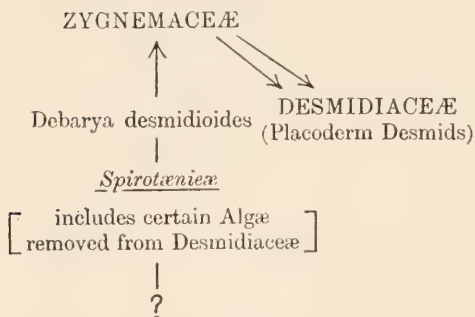 ZYGNEMACEÆ
DESMIDIACEÆ
Debarya desmidioides
(Placoderm Desmids)
Spirotænieæ
includes certain Algæ
removed from Desmidiaceæ
?